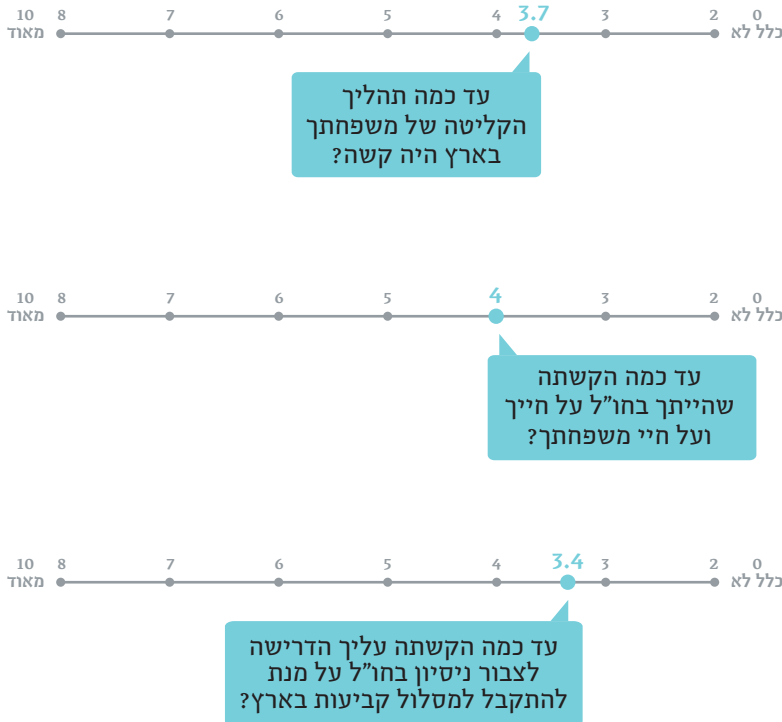 0 2 3 3.7 4 5 6 7 8 10
כלל לא מאוד
עד כמה תהליך
הקליטה של משפחתך
בארץ היה קשה?
0 2 3 4 5 6 7 8 10
כלל לא מאוד
עד כמה הקשתה
שהייתך בחו״ל על חייך
ועל חיי משפחתך?
0 2 3 3.4 4 5 6 7 8 10
כלל לא מאוד
עד כמה הקשתה עליך הדרישה
לצבור ניסיון בחו״ל על מנת
להתקבל למסלול קביעות בארץ?